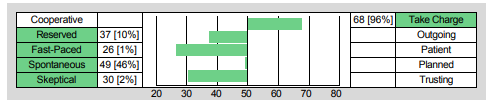 Cooperative 68 [96%] Take Charge
Reserved 37 [10%] Outgoing
Fast-Paced 26 [1%] Patient
Spontaneous 49 [46%] Planned
Skeptical 30 [2%] Trusting
20 30 40 50 60 70 80